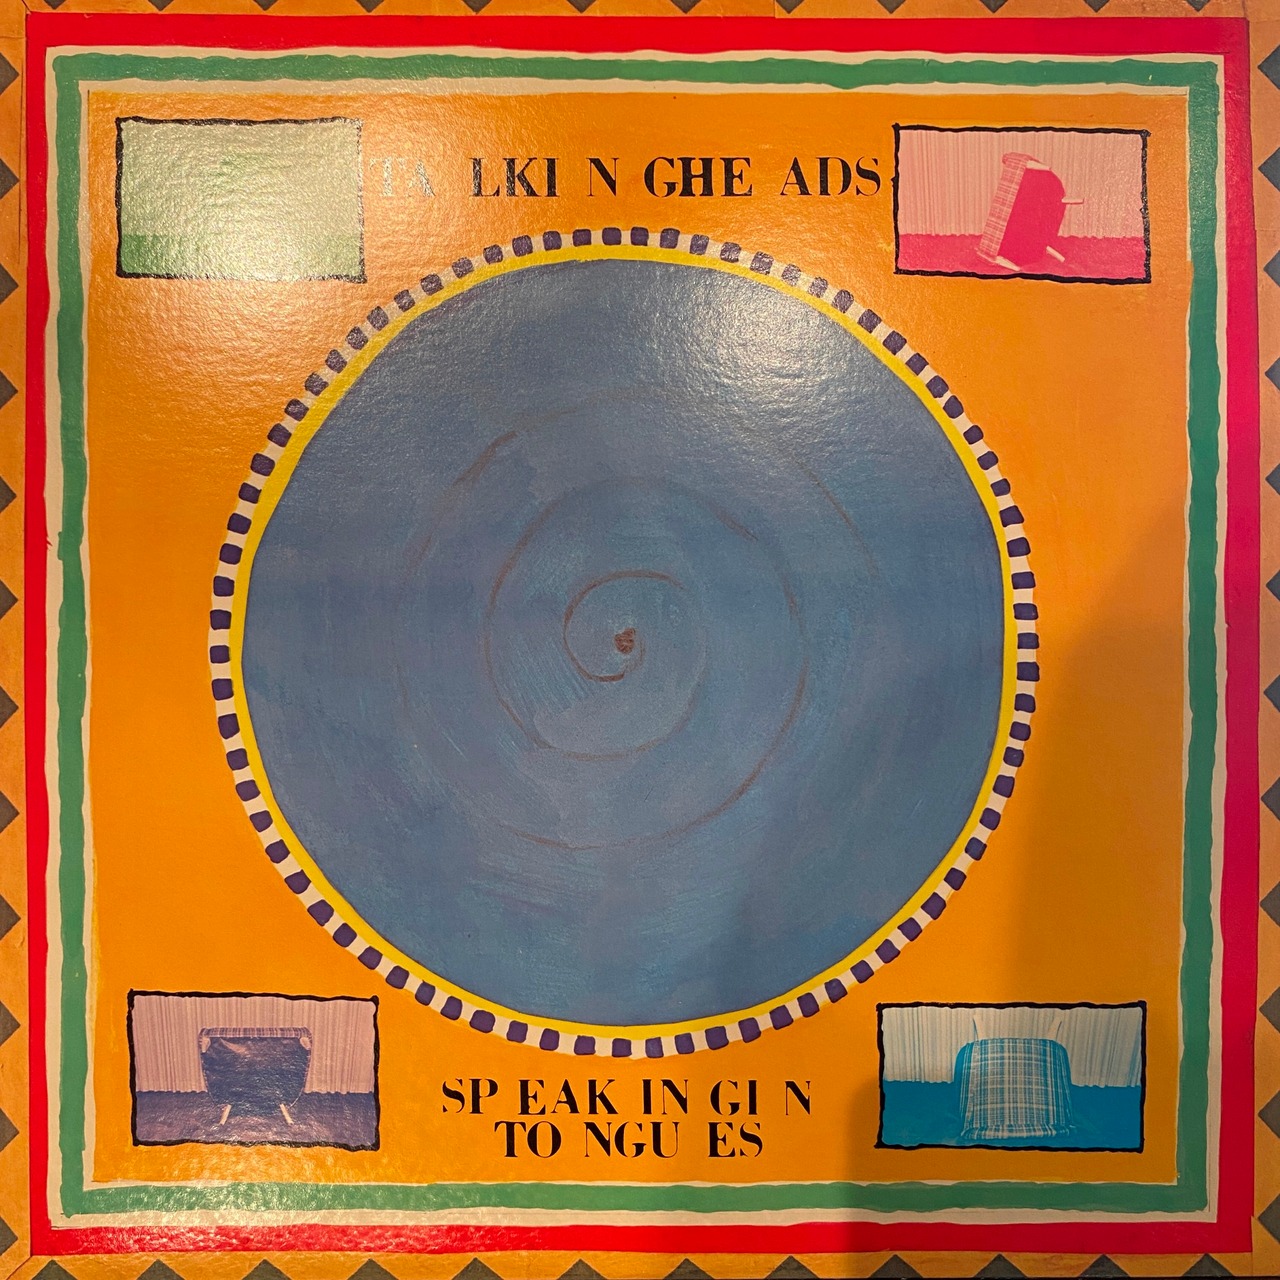 TA LKI N GHE ADS
SP EAK IN GI N
TO NGU ES